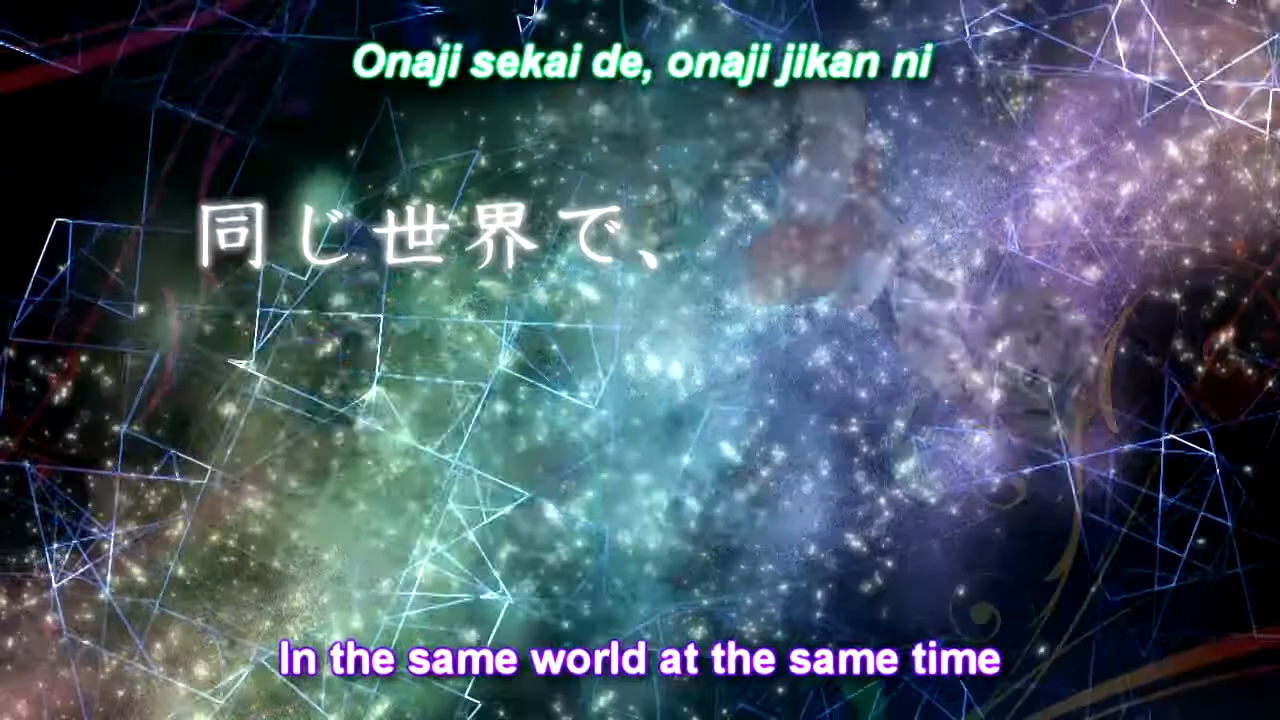 Onaji sekai de, onaji jikan ni
同じ世界で、
In the same world at the same time